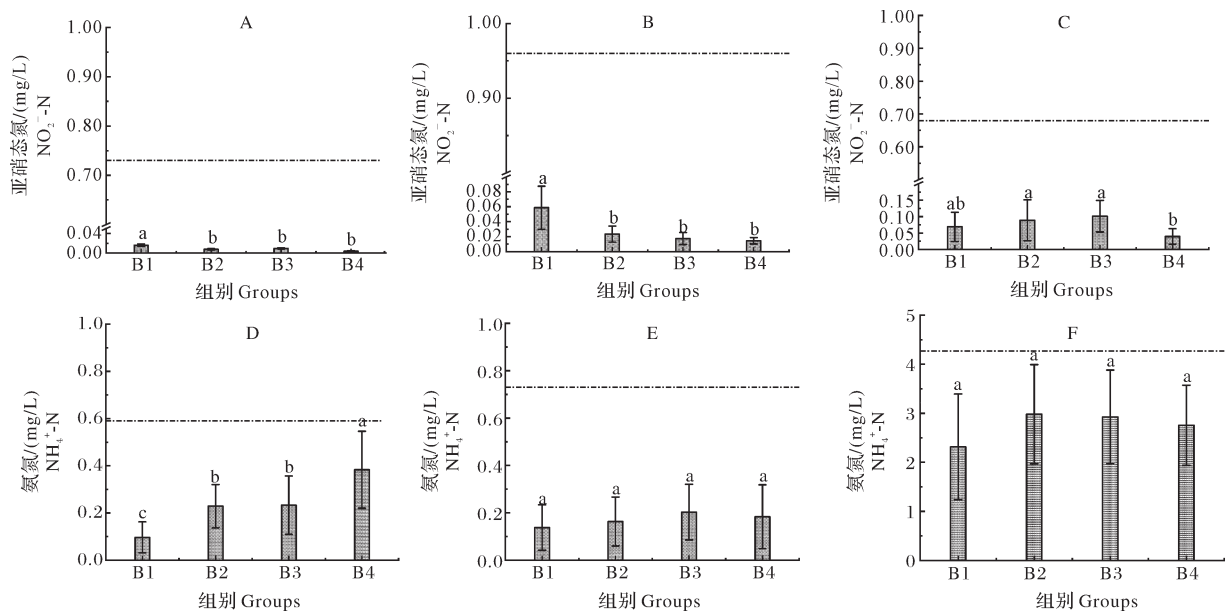 A
亚硝态氮/(mg/L)
NO₂⁻-N
1.00
0.90
0.80
0.70
0.04
0.00
a
b
b
b
B1
B2
B3
B4
组别 Groups
B
亚硝态氮/(mg/L)
NO₂⁻-N
1.00
0.90
0.08
0.06
0.04
0.02
0.00
a
b
b
b
B1
B2
B3
B4
组别 Groups
C
亚硝态氮/(mg/L)
NO₂⁻-N
1.00
0.90
0.80
0.70
0.60
0.15
0.10
0.05
0.00
ab
a
a
b
B1
B2
B3
B4
组别 Groups
D
氨氮/(mg/L)
NH₄⁺-N
1.0
0.8
0.6
0.4
0.2
0.0
c
b
b
a
B1
B2
B3
B4
组别 Groups
E
氨氮/(mg/L)
NH₄⁺-N
1.0
0.8
0.6
0.4
0.2
0.0
a
a
a
a
B1
B2
B3
B4
组别 Groups
F
氨氮/(mg/L)
NH₄⁺-N
5
4
3
2
1
0
a
a
a
a
B1
B2
B3
B4
组别 Groups